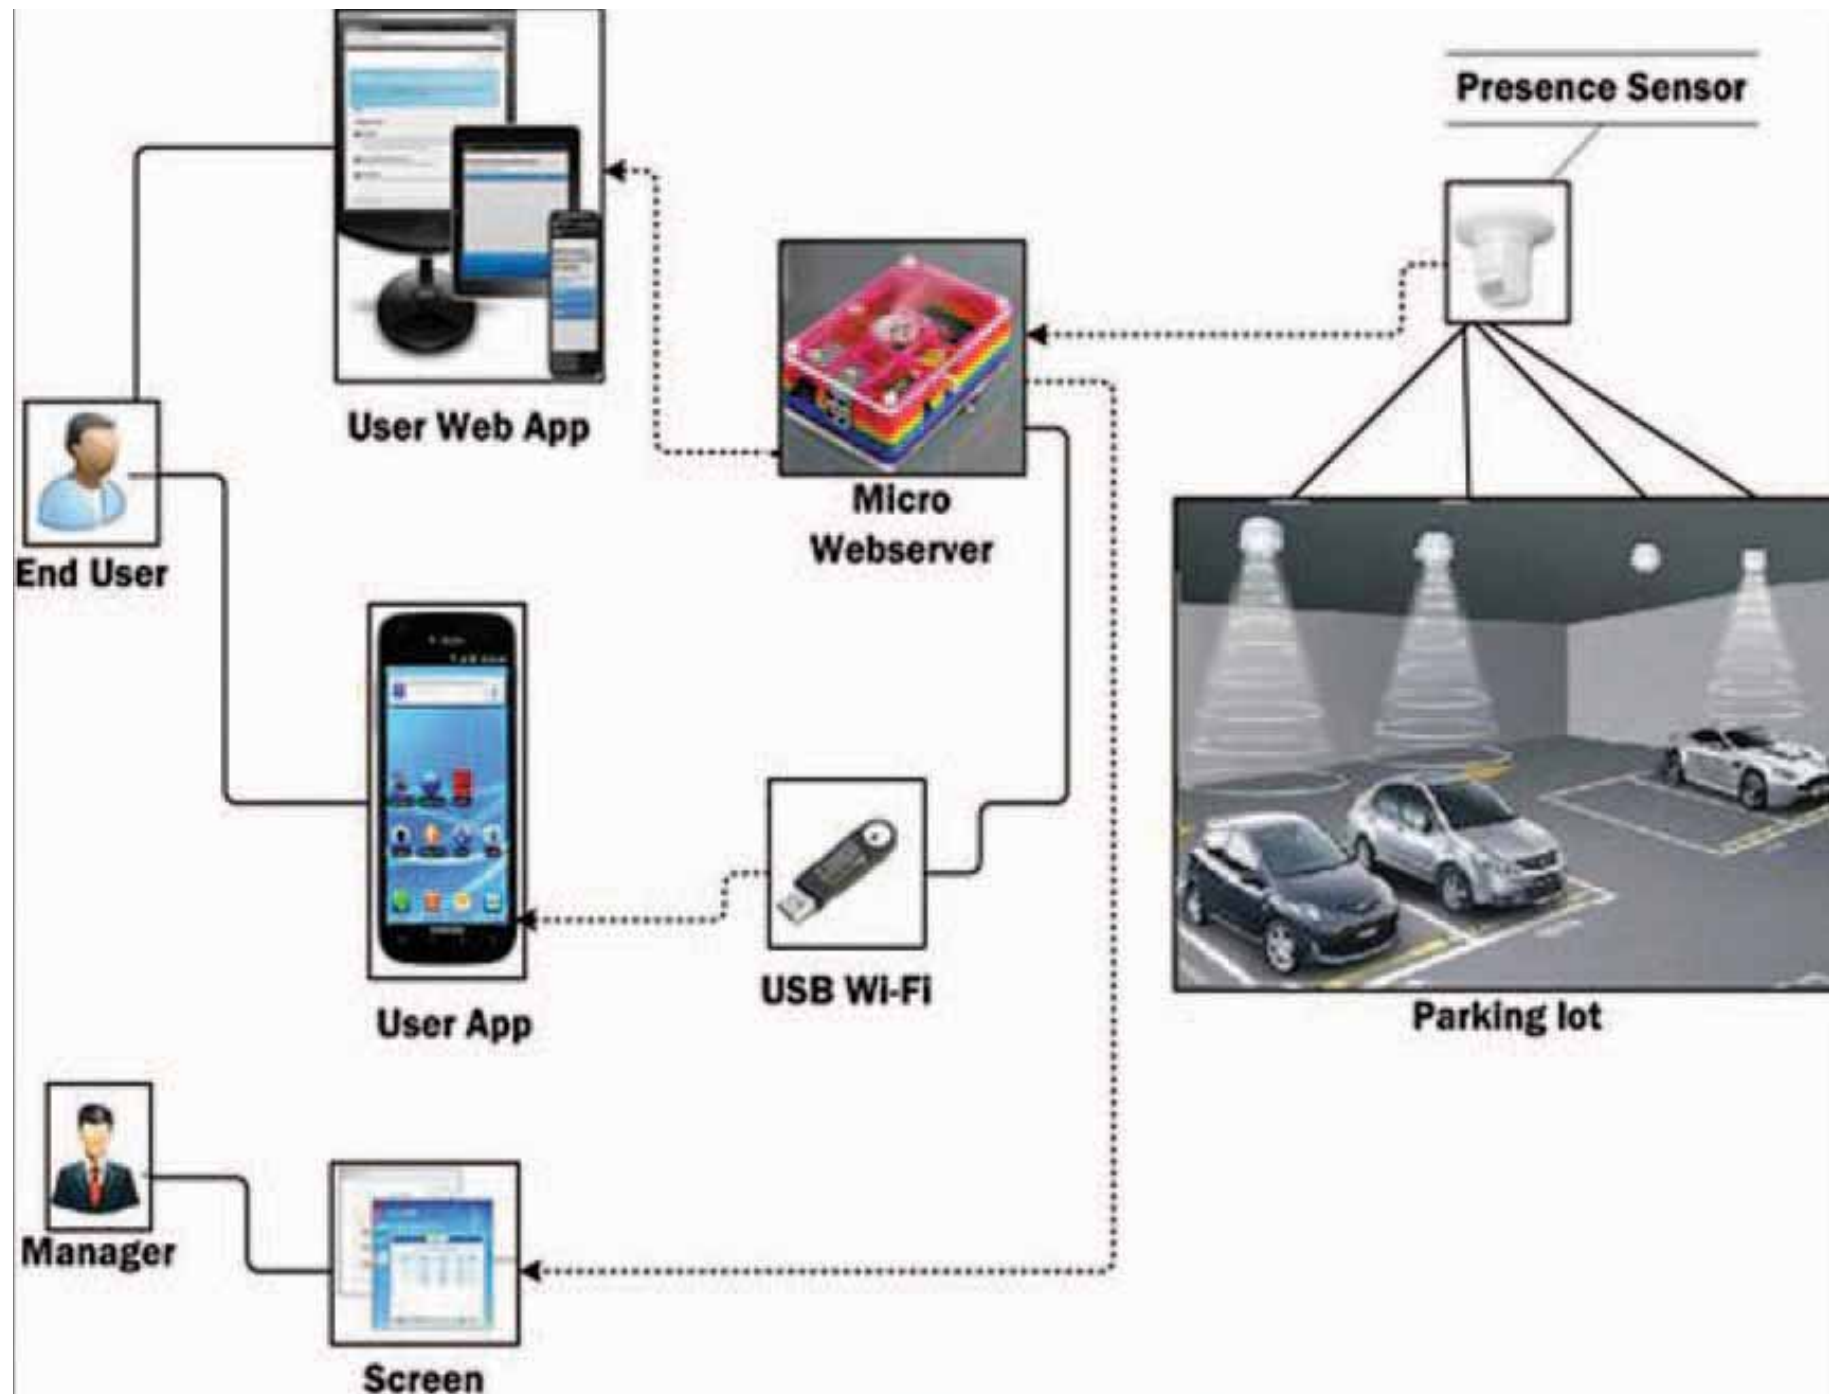 Presence Sensor
User Web App
Micro
Webserver
End User
USB Wi-Fi
User App
Parking lot
Manager
Screen